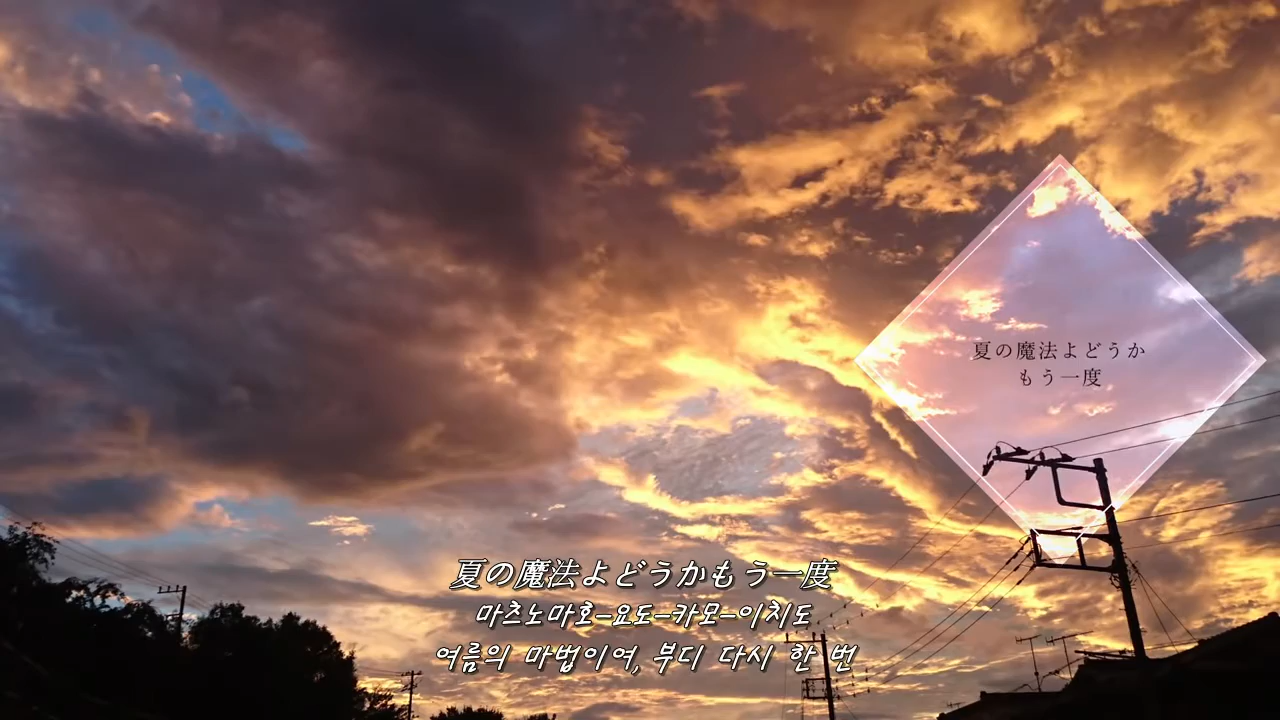 夏の魔法よどうか
もう一度
夏の魔法よどうかもう一度
마츠노마호-요도-카모-이치도
여름의 마법이여, 부디 다시 한 번